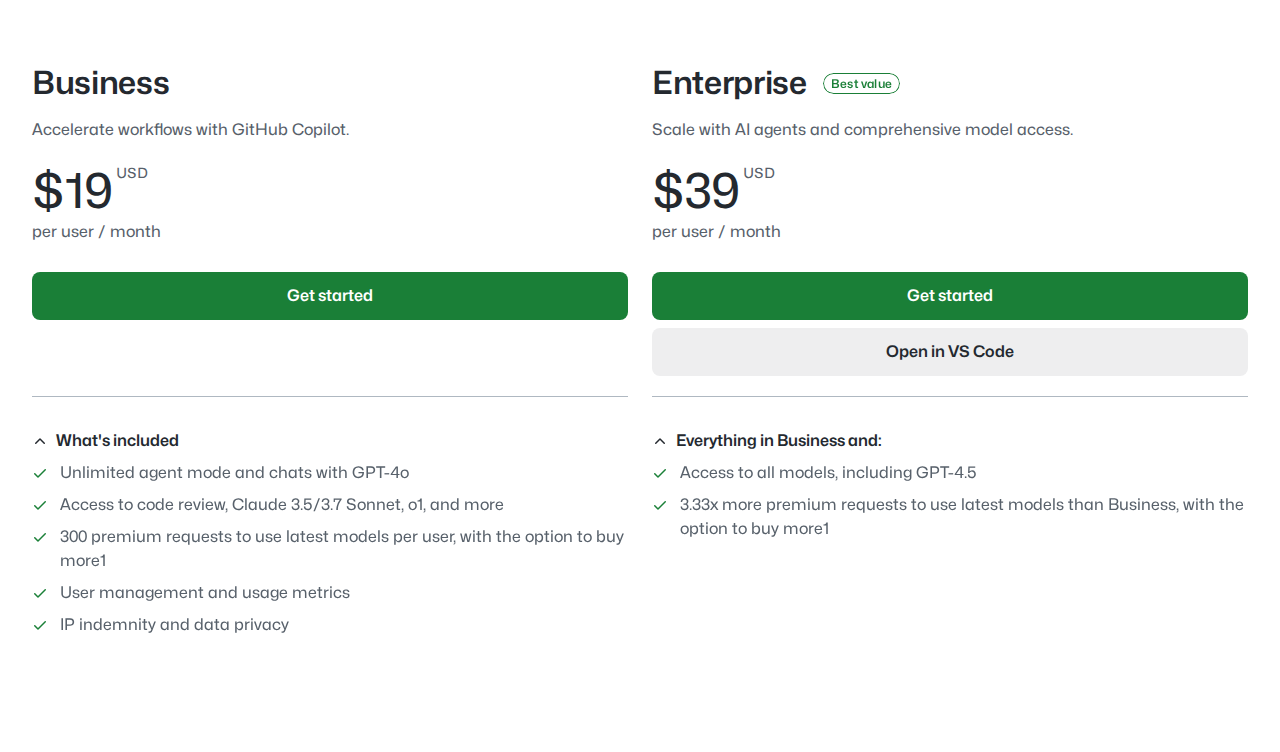 Business
Accelerate workflows with GitHub Copilot.
$19 USD
per user / month
Get started
What's included
Unlimited agent mode and chats with GPT-4o
Access to code review, Claude 3.5/3.7 Sonnet, o1, and more
300 premium requests to use latest models per user, with the option to buy
more1
User management and usage metrics
IP indemnity and data privacy
Enterprise Best value
Scale with AI agents and comprehensive model access.
$39 USD
per user / month
Get started
Open in VS Code
Everything in Business and:
Access to all models, including GPT-4.5
3.33x more premium requests to use latest models than Business, with the
option to buy more1